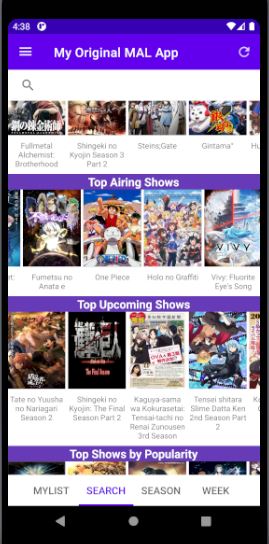 4:38
My Original MAL App
Fullmetal
Alchemist:
Brotherhood
Shingeki no
Kyojin Season 3
Part 2
Steins;Gate
Gintama°
Hu
Top Airing Shows
Fumetsu no
Anata e
One Piece
Holo no Graffiti
Vivy: Fluorite
Eye's Song
Top Upcoming Shows
Tate no Yuusha
no Nariagari
Season 2
Shingeki no
Kyojin: The Final
Season Part 2
Kaguya-sama
wa Kokurasetai:
Tensai-tachi no
Renai Zunousen
3rd Season
Tensei shitara
Slime Datta Ken
2nd Season Part
2
Top Shows by Popularity
MYLIST
SEARCH
SEASON
WEEK